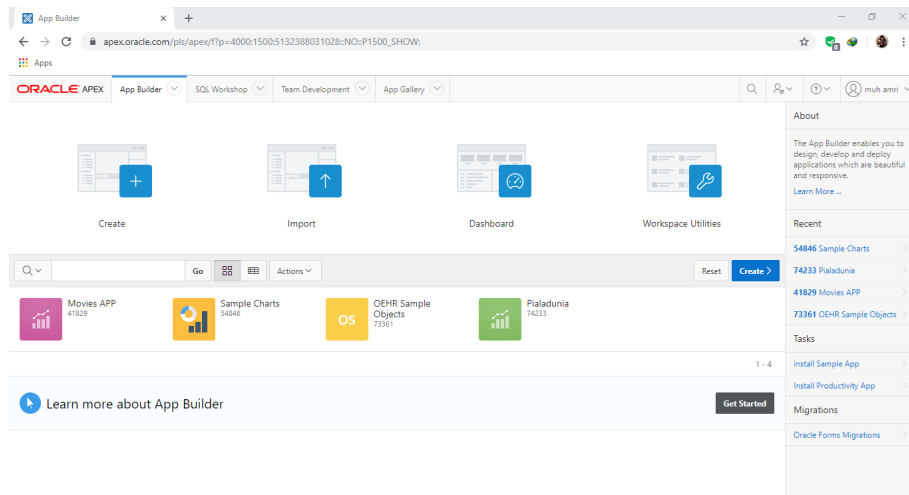 App Builder
apex.oracle.com/pls/apex/f?p=4000:1500:5132388031028::NO::P1500_SHOW:
Apps
ORACLE APEX App Builder SQL Workshop Team Development App Gallery muh amri
Create
Import
Dashboard
Workspace Utilities
Go Actions Reset Create >
Movies APP
41829
Sample Charts
54846
OS
OEHR Sample
Objects
73361
Pialadunia
74233
1 - 4
Learn more about App Builder
Get Started
About
The App Builder enables you to
design, develop and deploy
applications which are beautiful
and responsive.
Learn More ...
Recent
54846 Sample Charts
74233 Pialadunia
41829 Movies APP
73361 OEHR Sample Objects
Tasks
Install Sample App
Install Productivity App
Migrations
Oracle Forms Migrations